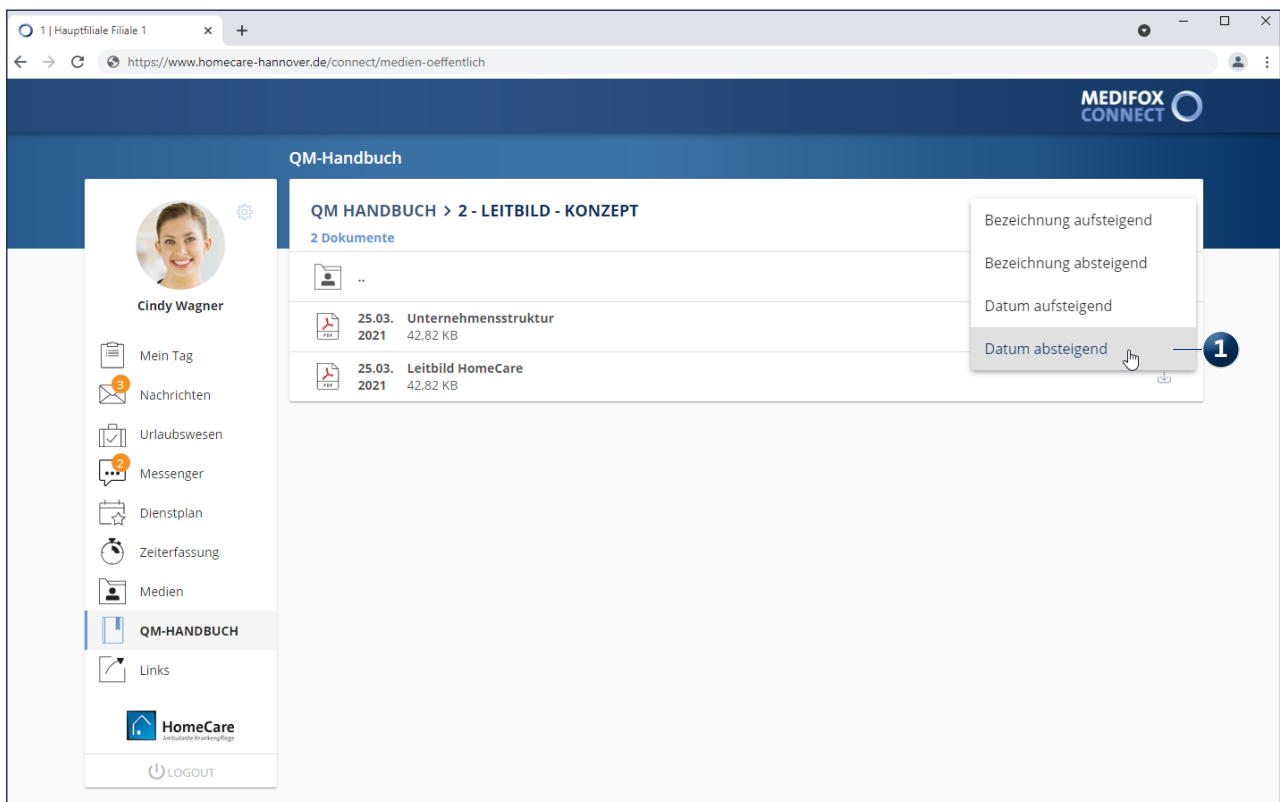 1 | Hauptfiliale Filiale 1
https://www.homecare-hannover.de/connect/medien-oeffentlich
MEDIFOX
CONNECT
QM-Handbuch
Cindy Wagner
Mein Tag
3
Nachrichten
Urlaubswesen
2
Messenger
Dienstplan
Zeiterfassung
Medien
QM-HANDBUCH
Links
HomeCare
Ambulante Krankenpflege
LOGOUT
QM HANDBUCH > 2 - LEITBILD - KONZEPT
2 Dokumente
..
PDF
25.03. Unternehmensstruktur
2021 42,82 KB
PDF
25.03. Leitbild HomeCare
2021 42,82 KB
Bezeichnung aufsteigend
Bezeichnung absteigend
Datum aufsteigend
Datum absteigend
1